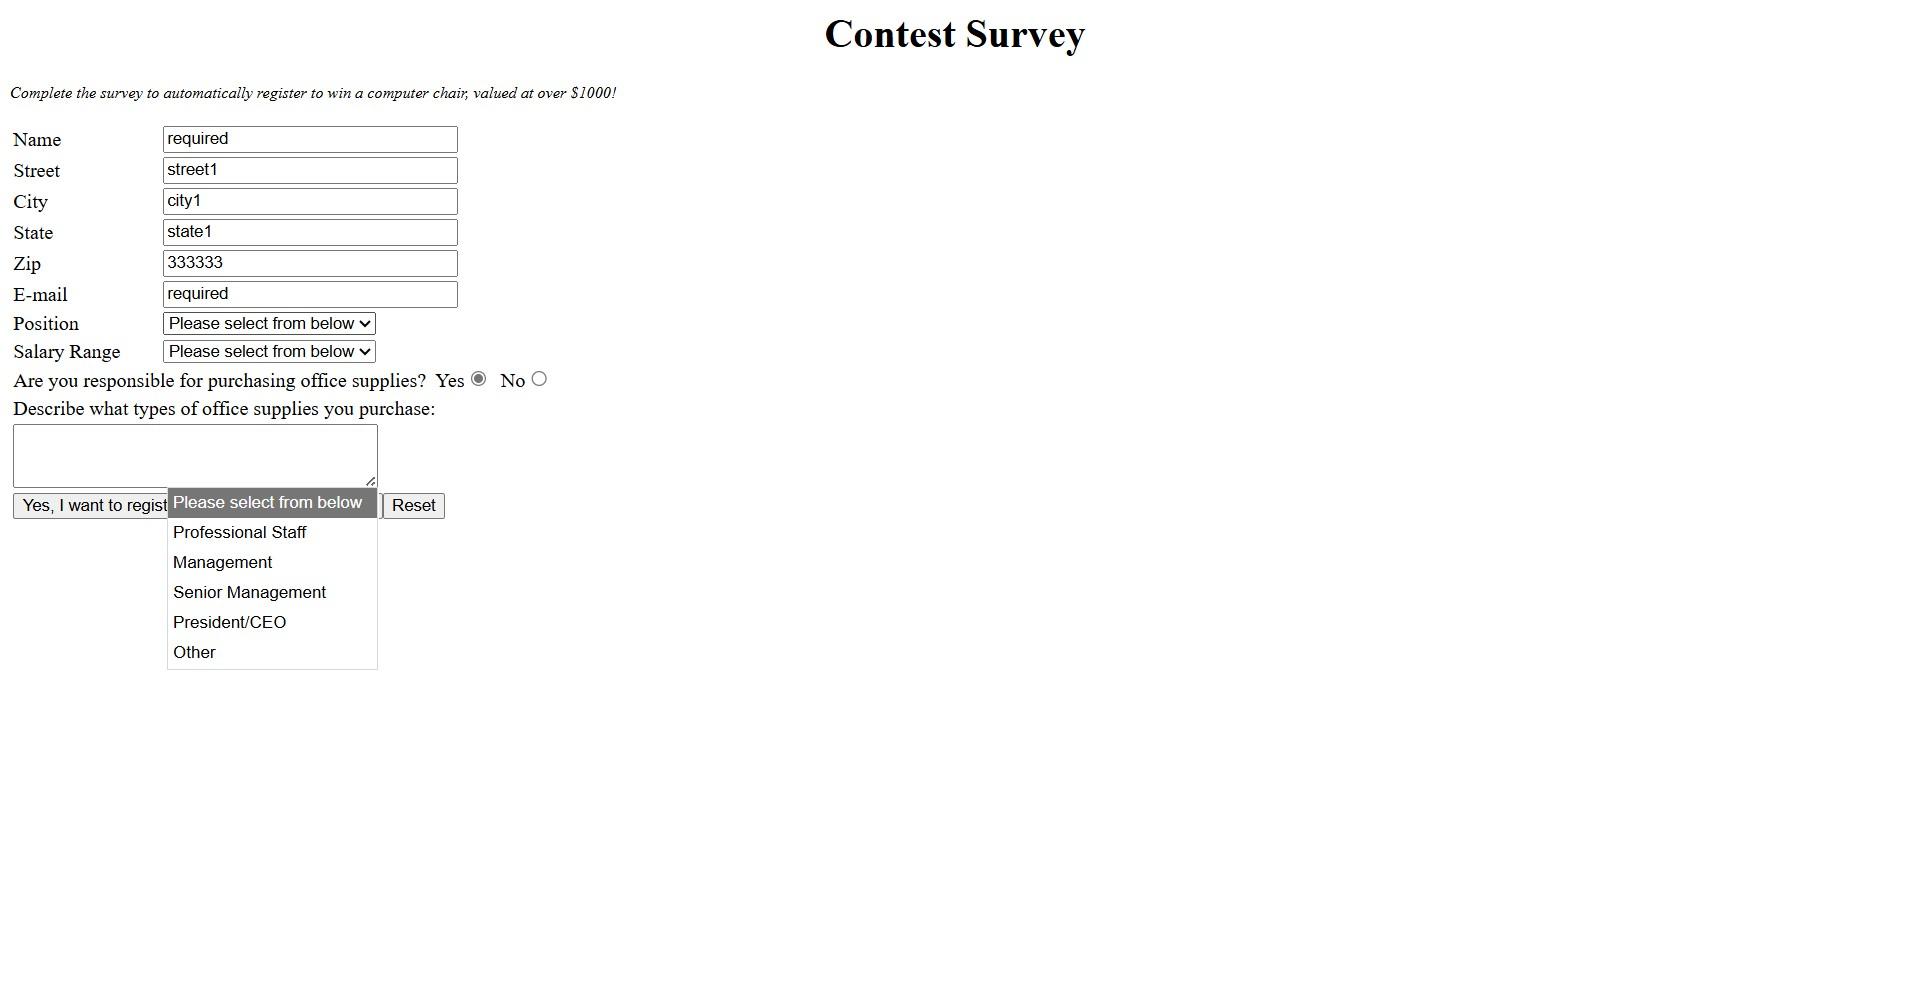 Contest Survey
Complete the survey to automatically register to win a computer chair, valued at over $1000!
Name required
Street street1
City city1
State state1
Zip 333333
E-mail required
Position Please select from below
Salary Range Please select from below
Are you responsible for purchasing office supplies? Yes No
Describe what types of office supplies you purchase:
Yes, I want to regist Please select from below Reset
Professional Staff
Management
Senior Management
President/CEO
Other